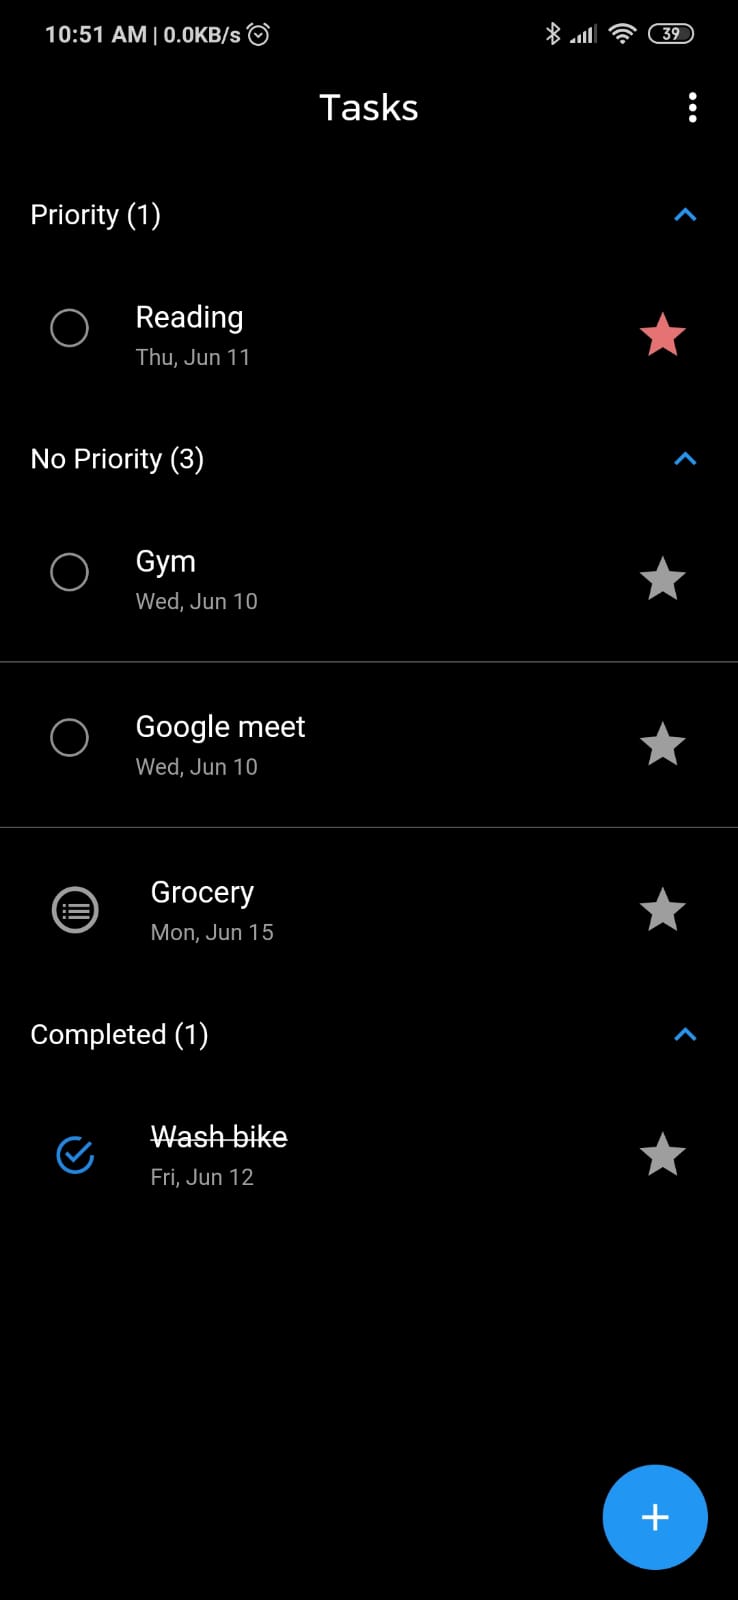 10:51 AM | 0.0KB/s 39
Tasks
Priority (1)
Reading
Thu, Jun 11
No Priority (3)
Gym
Wed, Jun 10
Google meet
Wed, Jun 10
Grocery
Mon, Jun 15
Completed (1)
Wash bike
Fri, Jun 12